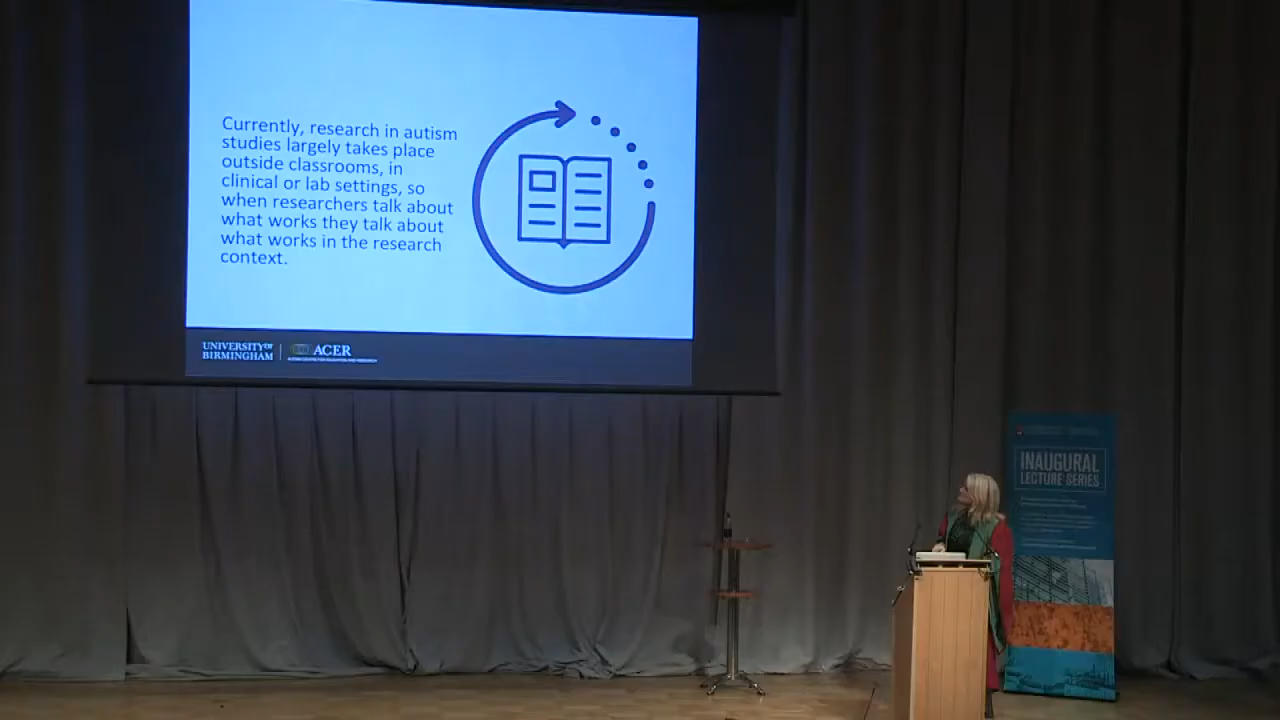 Currently, research in autism
studies largely takes place
outside classrooms, in
clinical or lab settings, so
when researchers talk about
what works they talk about
what works in the research
context.
UNIVERSITY OF
BIRMINGHAM
ACER
INAUGURAL
LECTURE SERIES